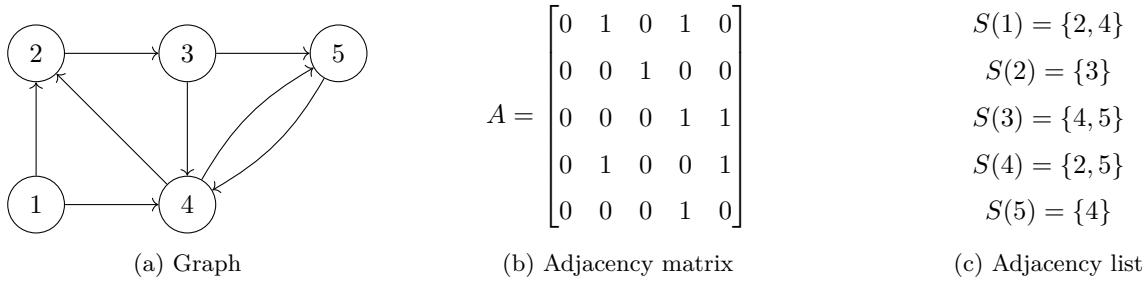 2 3 5
1 4
(a) Graph
A =
0 1 0 1 0
0 0 1 0 0
0 0 0 1 1
0 1 0 0 1
0 0 0 1 0
(b) Adjacency matrix
S(1) = {2, 4}
S(2) = {3}
S(3) = {4, 5}
S(4) = {2, 5}
S(5) = {4}
(c) Adjacency list